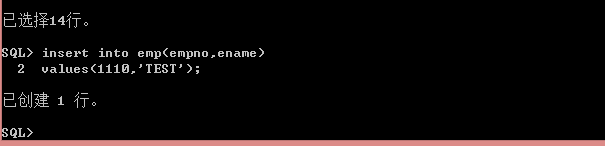 已选择14行。
SQL> insert into emp(empno,ename)
  2  values(1110,'TEST');
已创建 1 行。
SQL>